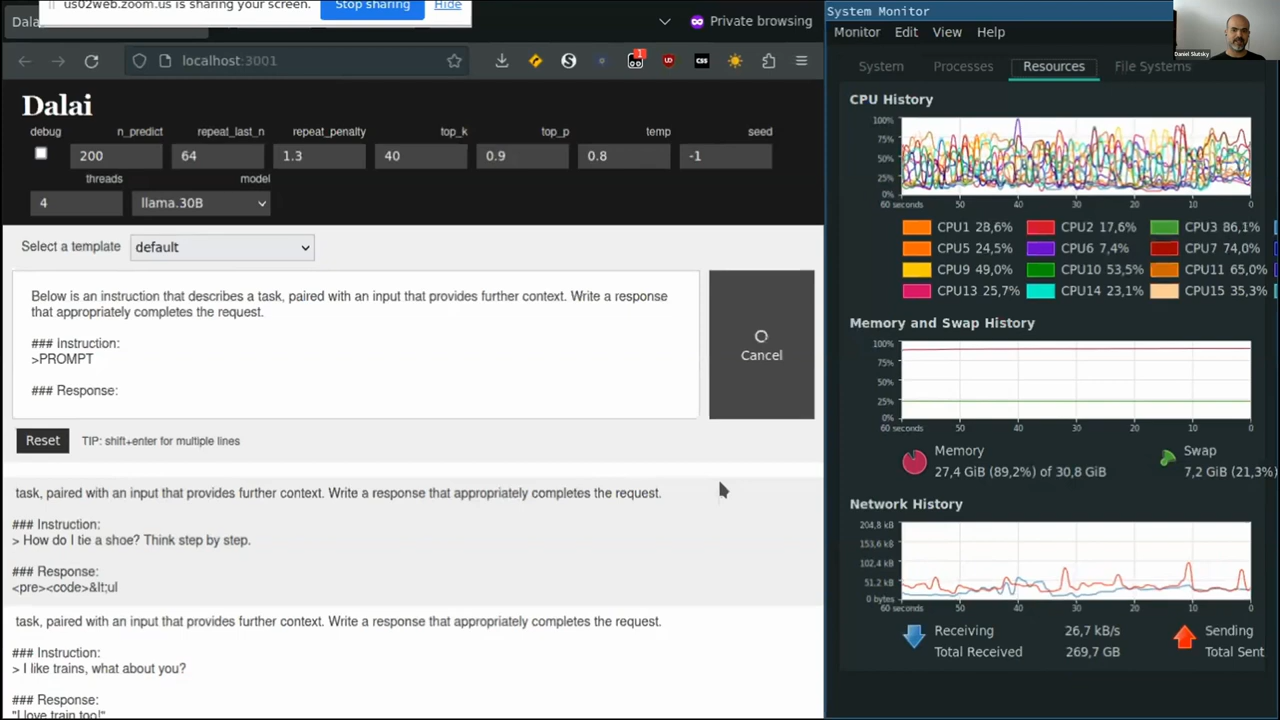 us02web.zoom.us is sharing your screen.
Stop sharing
Hide
Dalai
Private browsing
localhost:3001
1
Dalai
debug n_predict repeat_last_n repeat_penalty top_k top_p temp seed
200 64 1.3 40 0.9 0.8 -1
threads model
4 llama.30B
Select a template default
Below is an instruction that describes a task, paired with an input that provides further context. Write a response
that appropriately completes the request.
### Instruction:
>PROMPT
### Response:
Cancel
Reset TIP: shift+enter for multiple lines
task, paired with an input that provides further context. Write a response that appropriately completes the request.
### Instruction:
> How do I tie a shoe? Think step by step.
### Response:
<pre><code>&lt;ul
task, paired with an input that provides further context. Write a response that appropriately completes the request.
### Instruction:
> I like trains, what about you?
### Response:
"I love train too!"
System Monitor
Daniel Slutsky
Monitor Edit View Help
System Processes Resources File Systems
CPU History
100%
75%
50%
25%
0%
60 seconds 50 40 30 20 10 0
CPU1 28,6% CPU2 17,6% CPU3 86,1%
CPU5 24,5% CPU6 7,4% CPU7 74,0%
CPU9 49,0% CPU10 53,5% CPU11 65,0%
CPU13 25,7% CPU14 23,1% CPU15 35,3%
Memory and Swap History
100%
75%
50%
25%
0%
60 seconds 50 40 30 20 10 0
Memory
27,4 GiB (89,2%) of 30,8 GiB
Swap
7,2 GiB (21,3%)
Network History
204,8 kB
153,6 kB
102,4 kB
51,2 kB
0 bytes
60 seconds 50 40 30 20 10 0
Receiving 26,7 kB/s
Total Received 269,7 GB
Sending
Total Sent